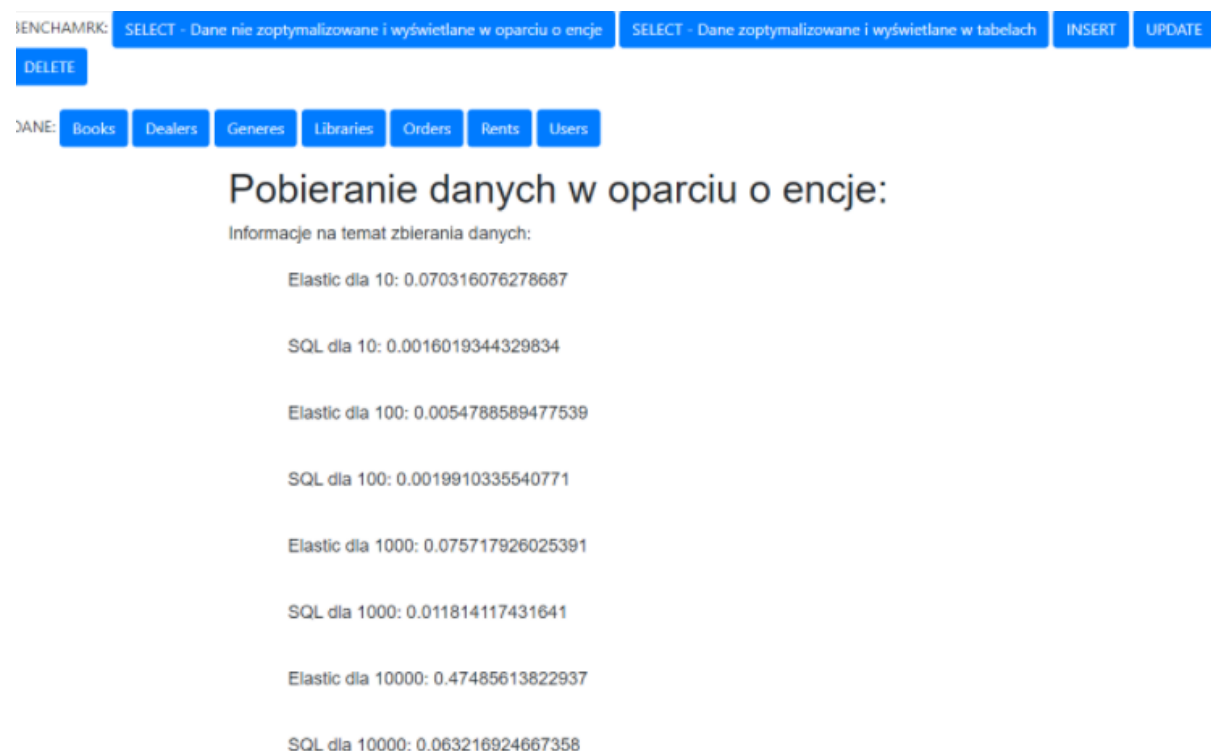 BENCHAMRK: SELECT - Dane nie zoptymalizowane i wyświetlane w oparciu o encje SELECT - Dane zoptymalizowane i wyświetlane w tabelach INSERT UPDATE
DELETE
DANE: Books Dealers Generes Libraries Orders Rents Users
Pobieranie danych w oparciu o encje:
Informacje na temat zbierania danych:
Elastic dla 10: 0.070316076278687
SQL dla 10: 0.0016019344329834
Elastic dla 100: 0.0054788589477539
SQL dla 100: 0.0019910335540771
Elastic dla 1000: 0.075717926025391
SQL dla 1000: 0.011814117431641
Elastic dla 10000: 0.47485613822937
SQL dla 10000: 0.063216924667358